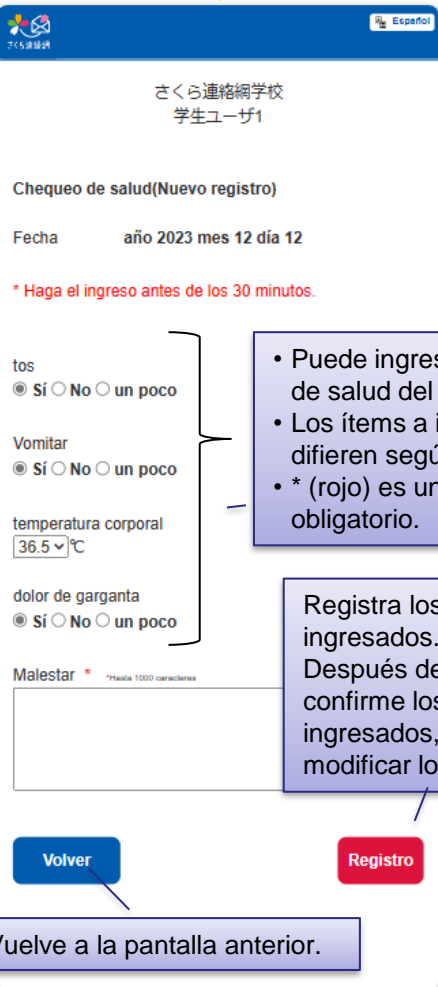 さくら連絡網
Español
さくら連絡網学校
学生ユーザ1
Chequeo de salud(Nuevo registro)
Fecha año 2023 mes 12 día 12
* Haga el ingreso antes de los 30 minutos.
tos
Sí No un poco
Vomitar
Sí No un poco
temperatura corporal
36.5 ℃
dolor de garganta
Sí No un poco
• Puede ingres
de salud del
• Los ítems a i
difieren segú
• * (rojo) es un
obligatorio.
Malestar * *Hasta 1000 caracteres
Registra los
ingresados.
Después de
confirme los
ingresados,
modificar lo
Volver
Registro
Vuelve a la pantalla anterior.